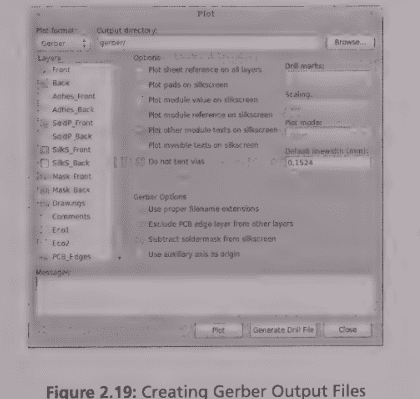 Plot
Plot format:
Output directory:
Gerber
gerber/
Browse...
Layers
Options
Front
Back
Adhes_Front
Adhes_Back
SoldP_Front
SoldP_Back
SilkS_Front
SilkS_Back
Mask_Front
Mask_Back
Drawings
Comments
Eco1
Eco2
PCB_Edges
Plot sheet reference on all layers
Plot pads on silkscreen
Plot module value on silkscreen
Plot module reference on silkscreen
Plot other module texts on silkscreen
Plot invisible texts on silkscreen
Do not tent vias
Drill marks:
Scaling:
Plot mode:
Default linewidth (mm):
0.1524
Gerber Options
Use proper filename extensions
Exclude PCB edge layer from other layers
Subtract soldermask from silkscreen
Use auxiliary axis as origin
Messages:
Plot
Generate Drill File
Close
Figure 2.19: Creating Gerber Output Files